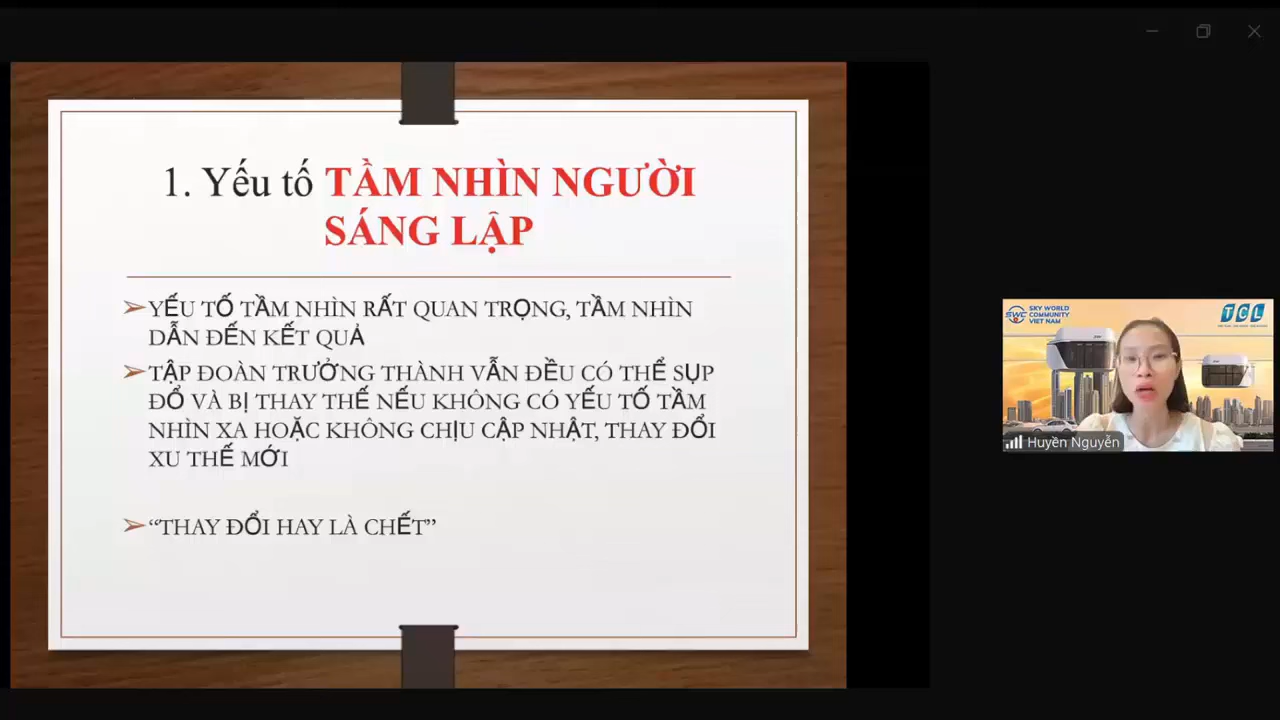 1. Yếu tố TẦM NHÌN NGƯỜI
SÁNG LẬP
YẾU TỐ TẦM NHÌN RẤT QUAN TRỌNG, TẦM NHÌN
DẪN ĐẾN KẾT QUẢ
TẬP ĐOÀN TRƯỞNG THÀNH VẪN ĐỀU CÓ THỂ SỤP
ĐỔ VÀ BỊ THAY THẾ NẾU KHÔNG CÓ YẾU TỐ TẦM
NHÌN XA HOẶC KHÔNG CHỊU CẬP NHẬT, THAY ĐỔI
XU THẾ MỚI
“THAY ĐỔI HAY LÀ CHẾT”
SWC
SKY WORLD
COMMUNITY
VIET NAM
TCL
Huyền Nguyễn